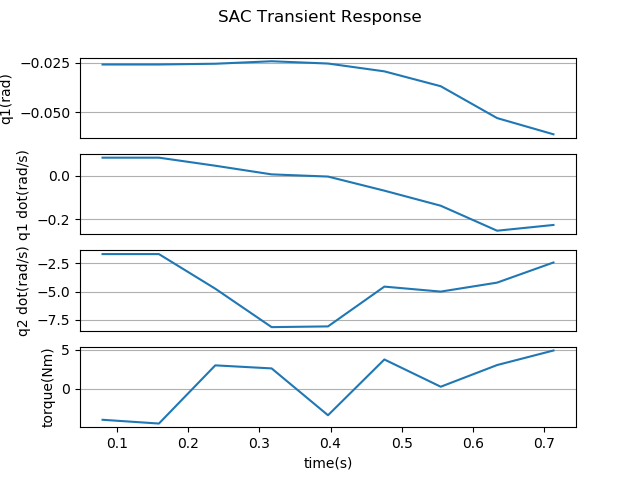 SAC Transient Response
q1(rad)
−0.025
−0.050
q1 dot(rad/s)
0.0
−0.2
q2 dot(rad/s)
−2.5
−5.0
−7.5
torque(Nm)
5
0
0.1 0.2 0.3 0.4 0.5 0.6 0.7
time(s)